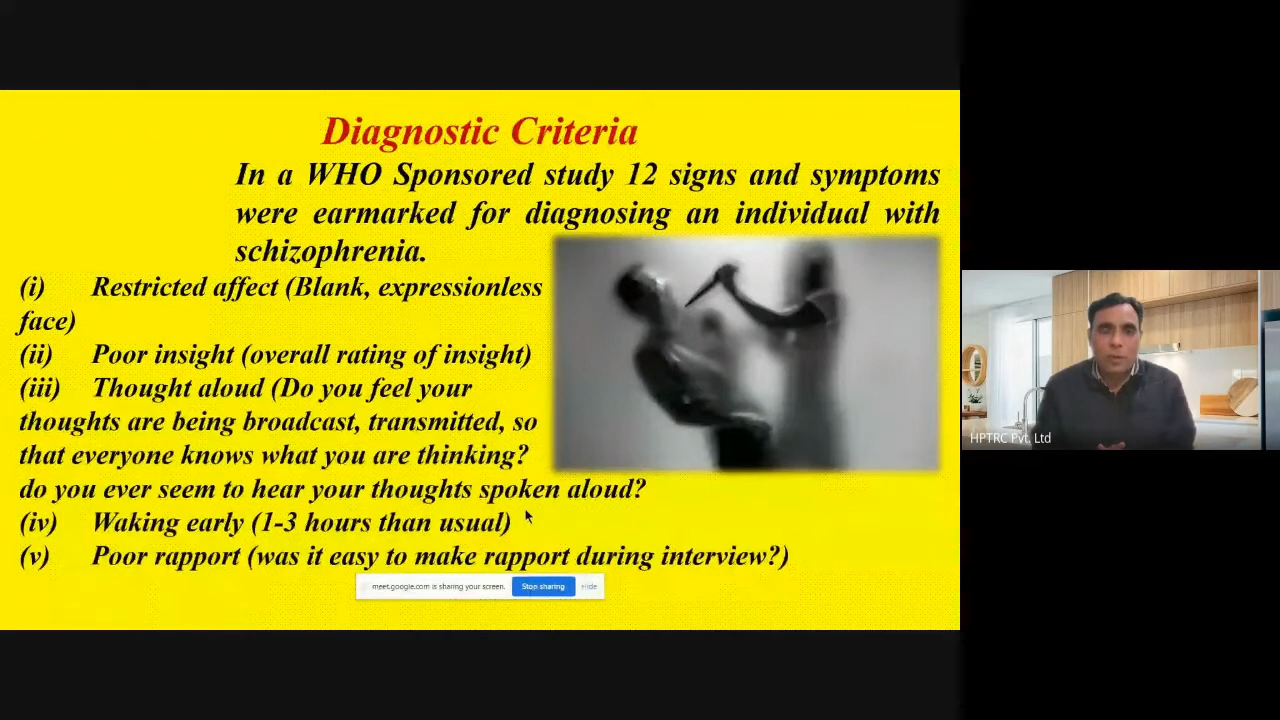 Diagnostic Criteria
In a WHO Sponsored study 12 signs and symptoms
were earmarked for diagnosing an individual with
schizophrenia.
(i) Restricted affect (Blank, expressionless
face)
(ii) Poor insight (overall rating of insight)
(iii) Thought aloud (Do you feel your
thoughts are being broadcast, transmitted, so
that everyone knows what you are thinking?
do you ever seem to hear your thoughts spoken aloud?
(iv) Waking early (1-3 hours than usual)
(v) Poor rapport (was it easy to make rapport during interview?)
meet.google.com is sharing your screen. Stop sharing Hide
HPTRC Pvt. Ltd